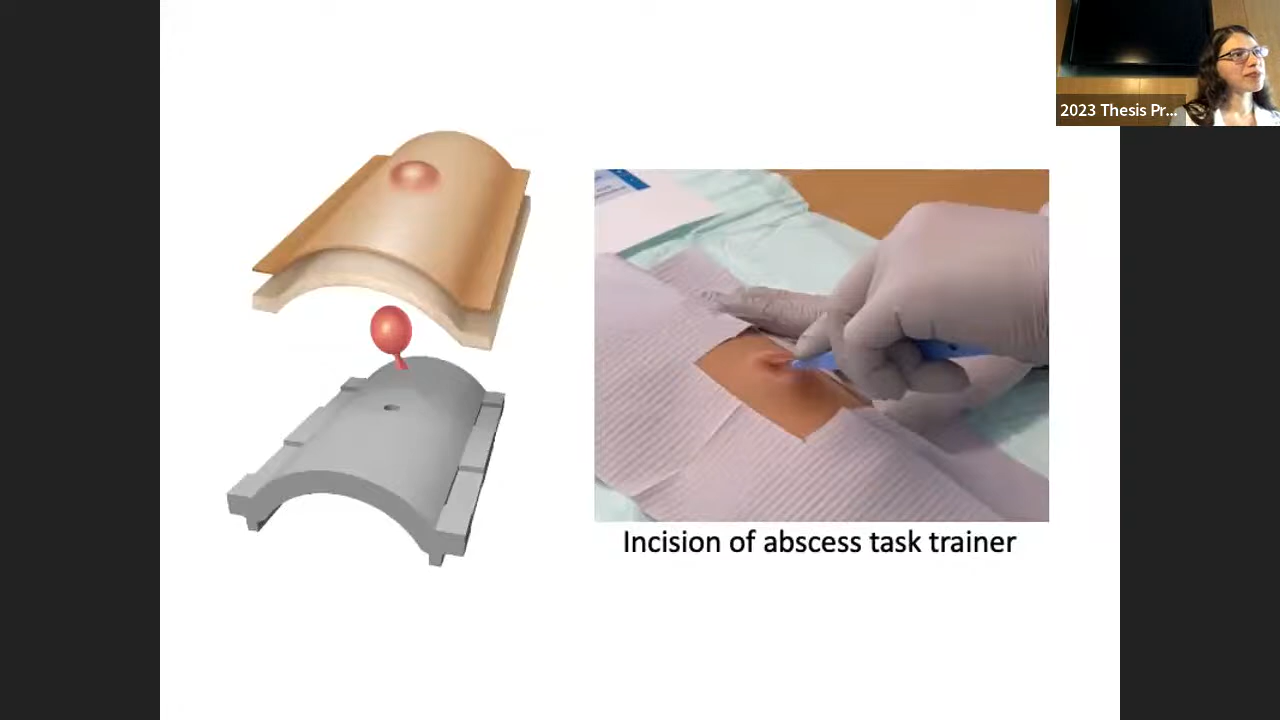 2023 Thesis Pr...
Incision of abscess task trainer